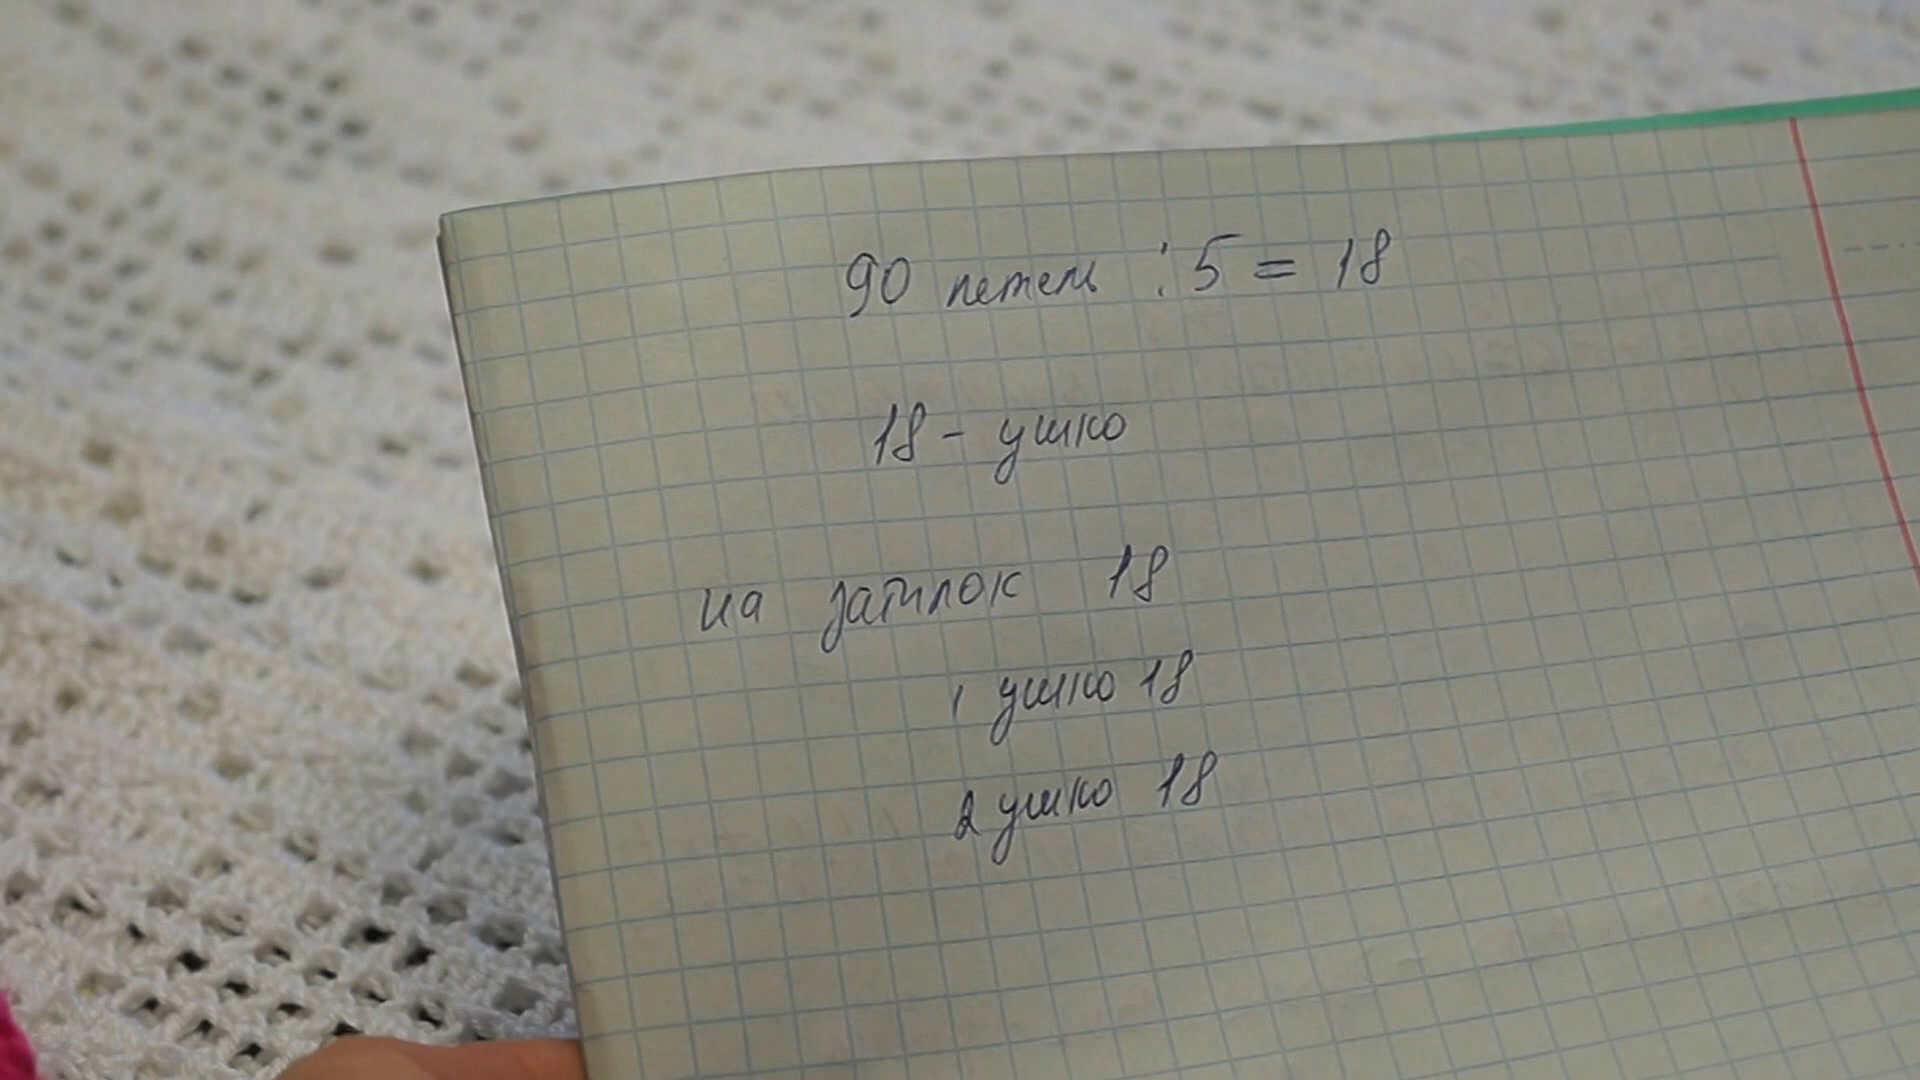 90 петель : 5 = 18
18 - ушко
на затылок 18
1 ушко 18
2 ушко 18